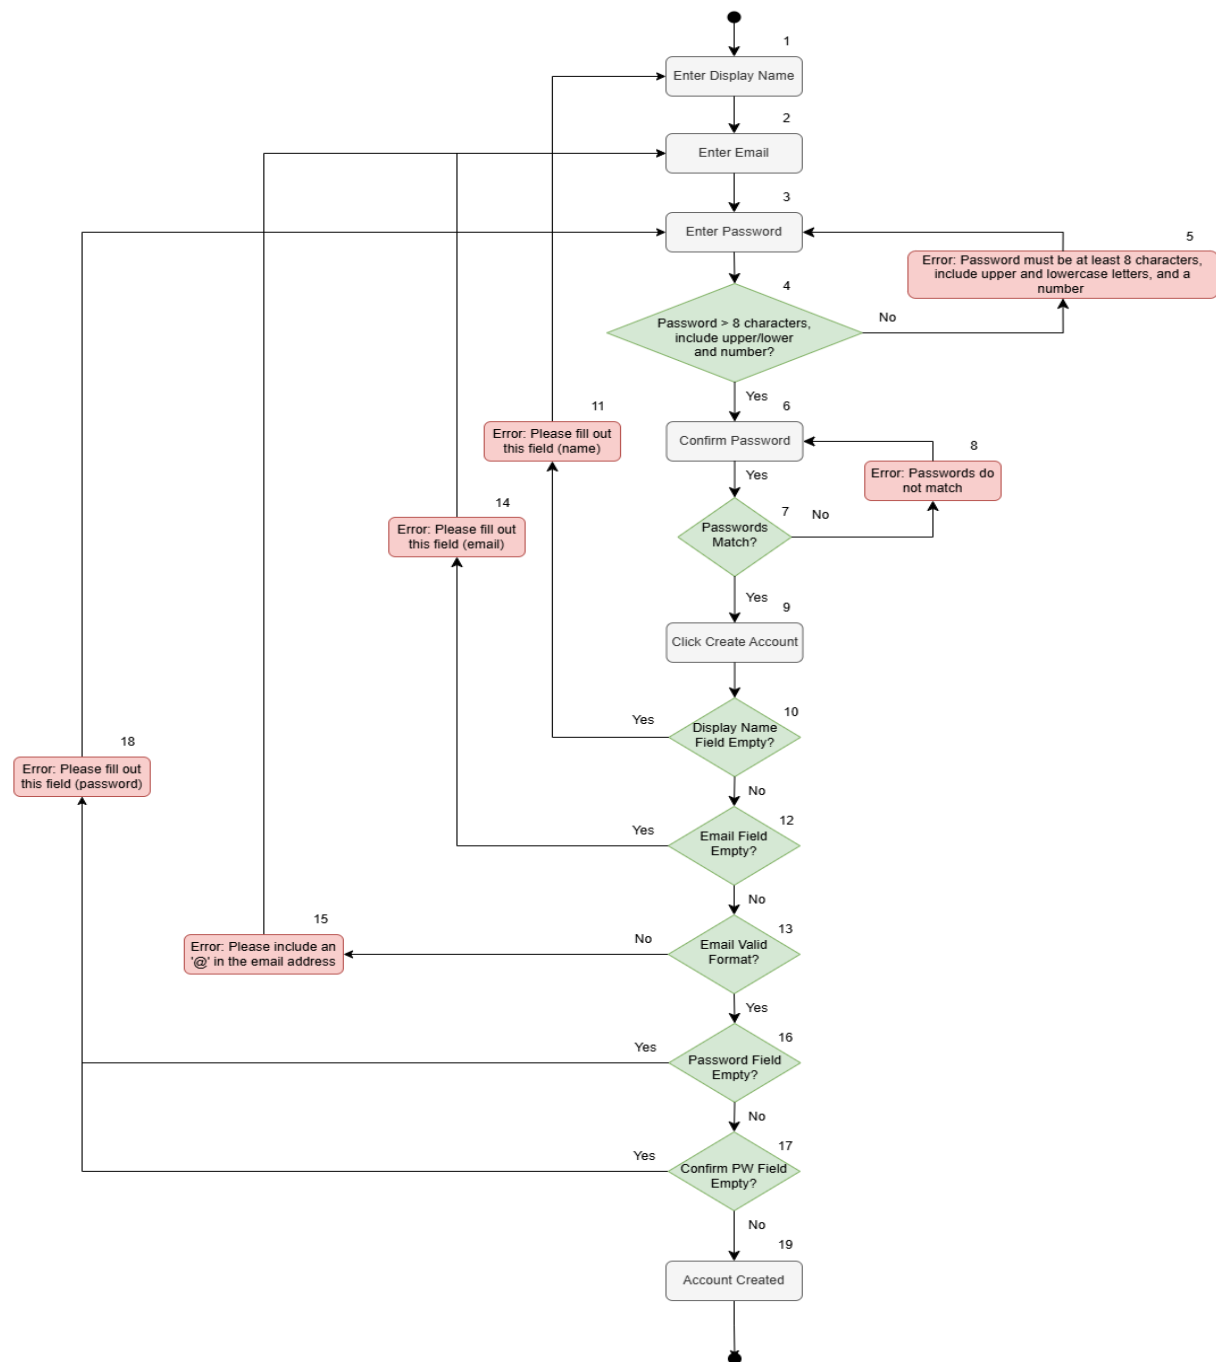 1
Enter Display Name
2
Enter Email
3
Enter Password
5
Error: Password must be at least 8 characters,
include upper and lowercase letters, and a
number
4
Password > 8 characters,
include upper/lower
and number?
No
Yes
6
Confirm Password
11
Error: Please fill out
this field (name)
8
Error: Passwords do
not match
Yes
14
Error: Please fill out
this field (email)
7
Passwords
Match?
No
Yes
9
Click Create Account
10
Display Name
Field Empty?
Yes
No
18
Error: Please fill out
this field (password)
12
Email Field
Empty?
Yes
No
15
Error: Please include an
'@' in the email address
No
13
Email Valid
Format?
Yes
16
Password Field
Empty?
Yes
No
17
Confirm PW Field
Empty?
Yes
No
19
Account Created